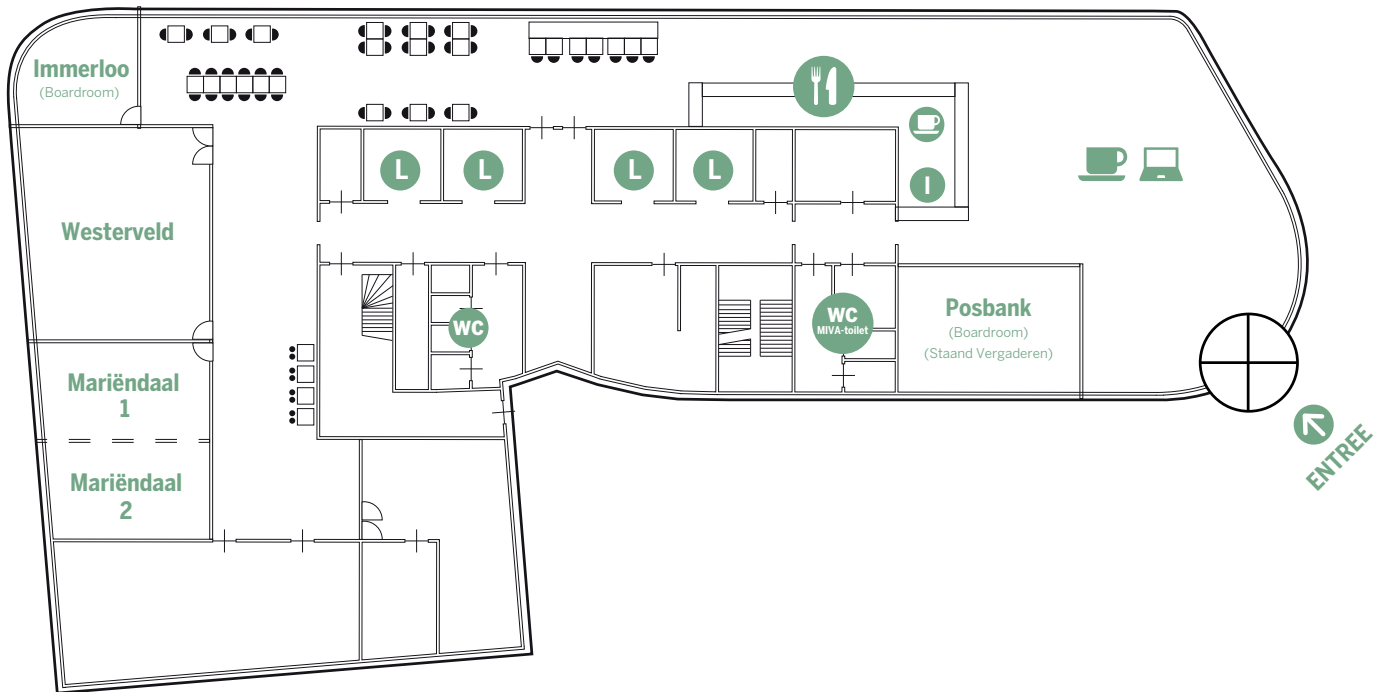 Immerloo
(Boardroom)
L
L
L
L
I
Westerveld
WC
WC
MIVA-toilet
Posbank
(Boardroom)
(Staand Vergaderen)
Mariëndaal
1
Mariëndaal
2
ENTREE